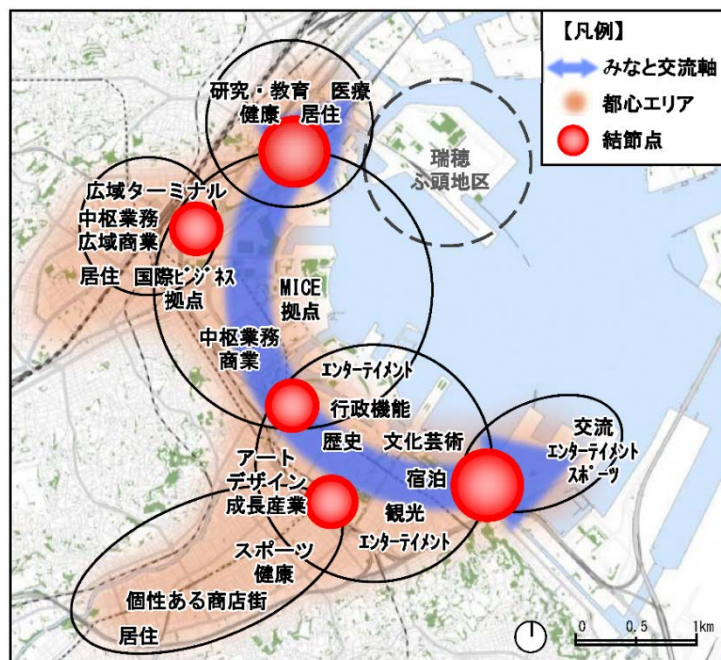 【凡例】
みなと交流軸
都心エリア
結節点
研究・教育 医療
健康 居住
瑞穂
ふ頭地区
広域ターミナル
中枢業務
広域商業
居住 国際ビジネス
拠点
MICE
拠点
中枢業務
商業
エンターテイメント
行政機能
歴史 文化芸術
交流
エンターテイメント
スポーツ
アート
デザイン
成長産業
宿泊
観光
エンターテイメント
スポーツ
健康
個性ある商店街
居住
0 0.5 1km